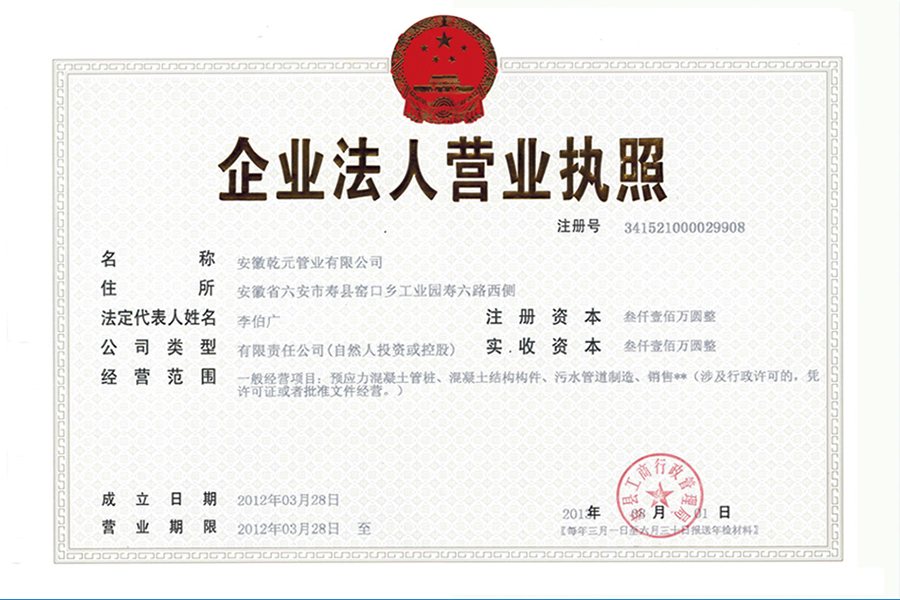 企业法人营业执照
注册号 341521000029908
名称 安徽乾元管业有限公司
住所 安徽省六安市寿县窑口乡工业园寿六路西侧
法定代表人姓名 李伯广 注册资本 叁仟壹佰万圆整
公司类型 有限责任公司(自然人投资或控股) 实收资本 叁仟壹佰万圆整
经营范围 一般经营项目：预应力混凝土管桩、混凝土结构构件、污水管道制造、销售**（涉及行政许可的，凭
许可证或者批准文件经营。）
成立日期 2012年03月28日
县工商行政管理局
年 月 01 日
营业期限 2012年03月28日 至
【每年三月一日至六月三十日报送年检材料】